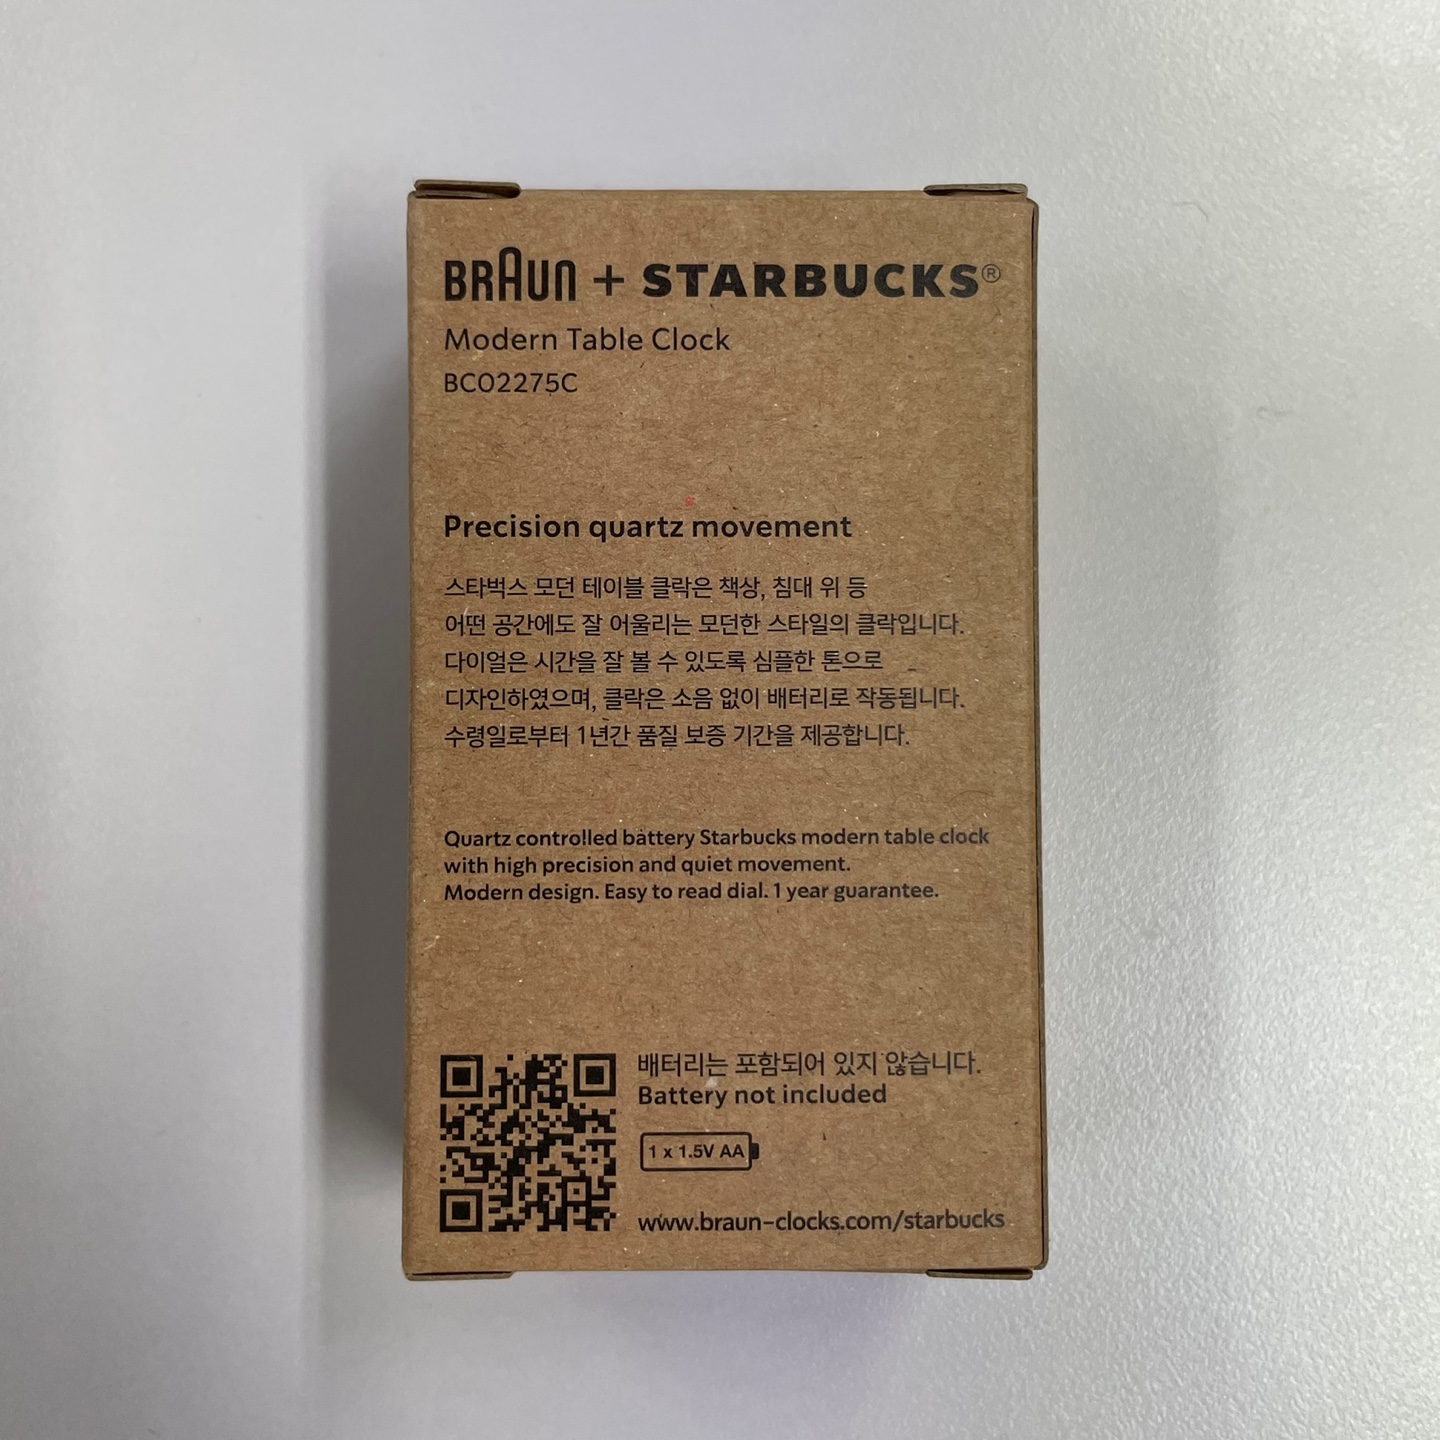 BRAUN + STARBUCKS®
Modern Table Clock
BC02275C
Precision quartz movement
스타벅스 모던 테이블 클락은 책상, 침대 위 등
어떤 공간에도 잘 어울리는 모던한 스타일의 클락입니다.
다이얼은 시간을 잘 볼 수 있도록 심플한 톤으로
디자인하였으며, 클락은 소음 없이 배터리로 작동됩니다.
수령일로부터 1년간 품질 보증 기간을 제공합니다.
Quartz controlled battery Starbucks modern table clock
with high precision and quiet movement.
Modern design. Easy to read dial. 1 year guarantee.
배터리는 포함되어 있지 않습니다.
Battery not included
1 x 1.5V AA
www.braun-clocks.com/starbucks